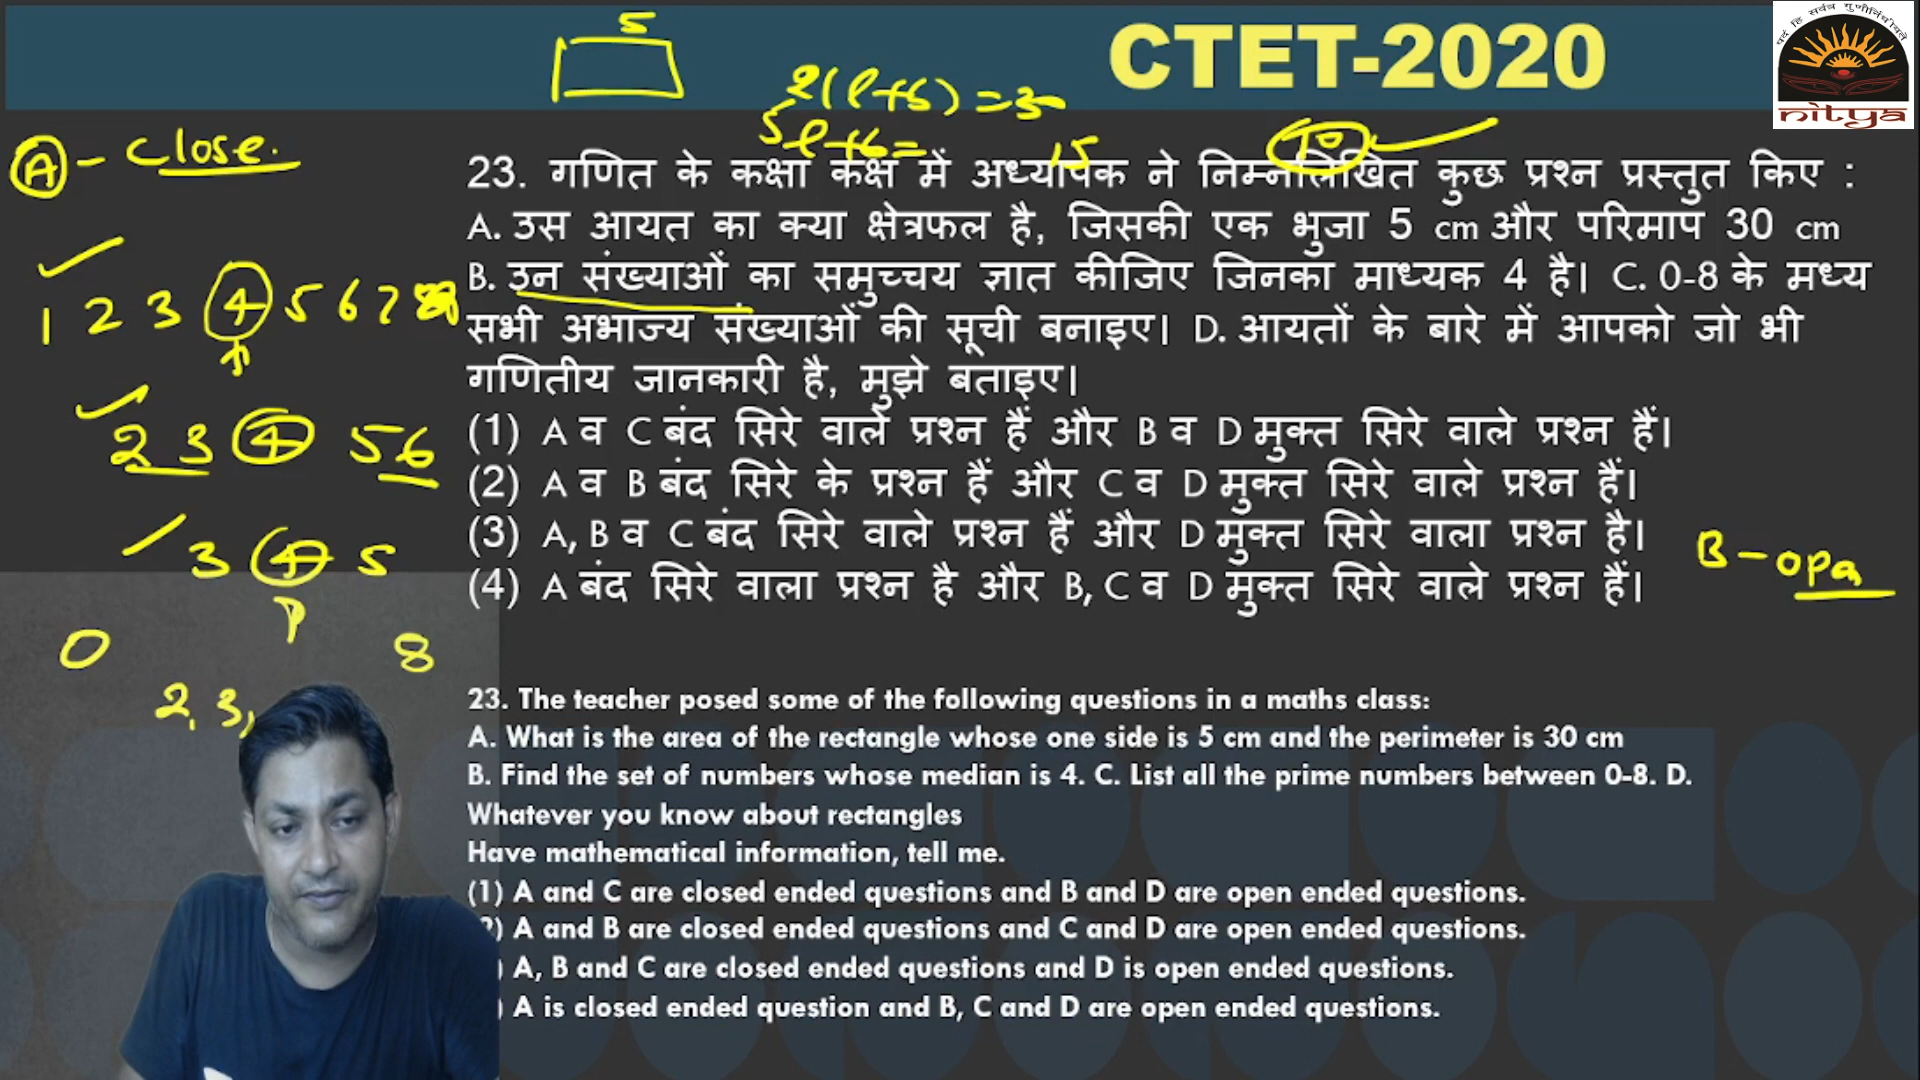 CTET-2020
5
2(l+b) = 30
5 l+b = 15
10
nitya
A - Close.
23. गणित के कक्षा कक्ष में अध्यापक ने निम्नलिखित कुछ प्रश्न प्रस्तुत किए :
A. उस आयत का क्या क्षेत्रफल है, जिसकी एक भुजा 5 cm और परिमाप 30 cm
B. उन संख्याओं का समुच्चय ज्ञात कीजिए जिनका माध्यक 4 है। C. 0-8 के मध्य
सभी अभाज्य संख्याओं की सूची बनाइए। D. आयतों के बारे में आपको जो भी
गणितीय जानकारी है, मुझे बताइए।
(1) A व C बंद सिरे वाले प्रश्न हैं और B व D मुक्त सिरे वाले प्रश्न हैं।
(2) A व B बंद सिरे के प्रश्न हैं और C व D मुक्त सिरे वाले प्रश्न हैं।
(3) A, B व C बंद सिरे वाले प्रश्न हैं और D मुक्त सिरे वाला प्रश्न है।
(4) A बंद सिरे वाला प्रश्न है और B, C व D मुक्त सिरे वाले प्रश्न हैं।
1 2 3 4 5 6 7
2 3 4 5 6
3 4 5
B -
0 8
2, 3,
23. The teacher posed some of the following questions in a maths class:
A. What is the area of the rectangle whose one side is 5 cm and the perimeter is 30 cm
B. Find the set of numbers whose median is 4. C. List all the prime numbers between 0-8. D.
Whatever you know about rectangles
Have mathematical information, tell me.
(1) A and C are closed ended questions and B and D are open ended questions.
) A and B are closed ended questions and C and D are open ended questions.
) A, B and C are closed ended questions and D is open ended questions.
) A is closed ended question and B, C and D are open ended questions.